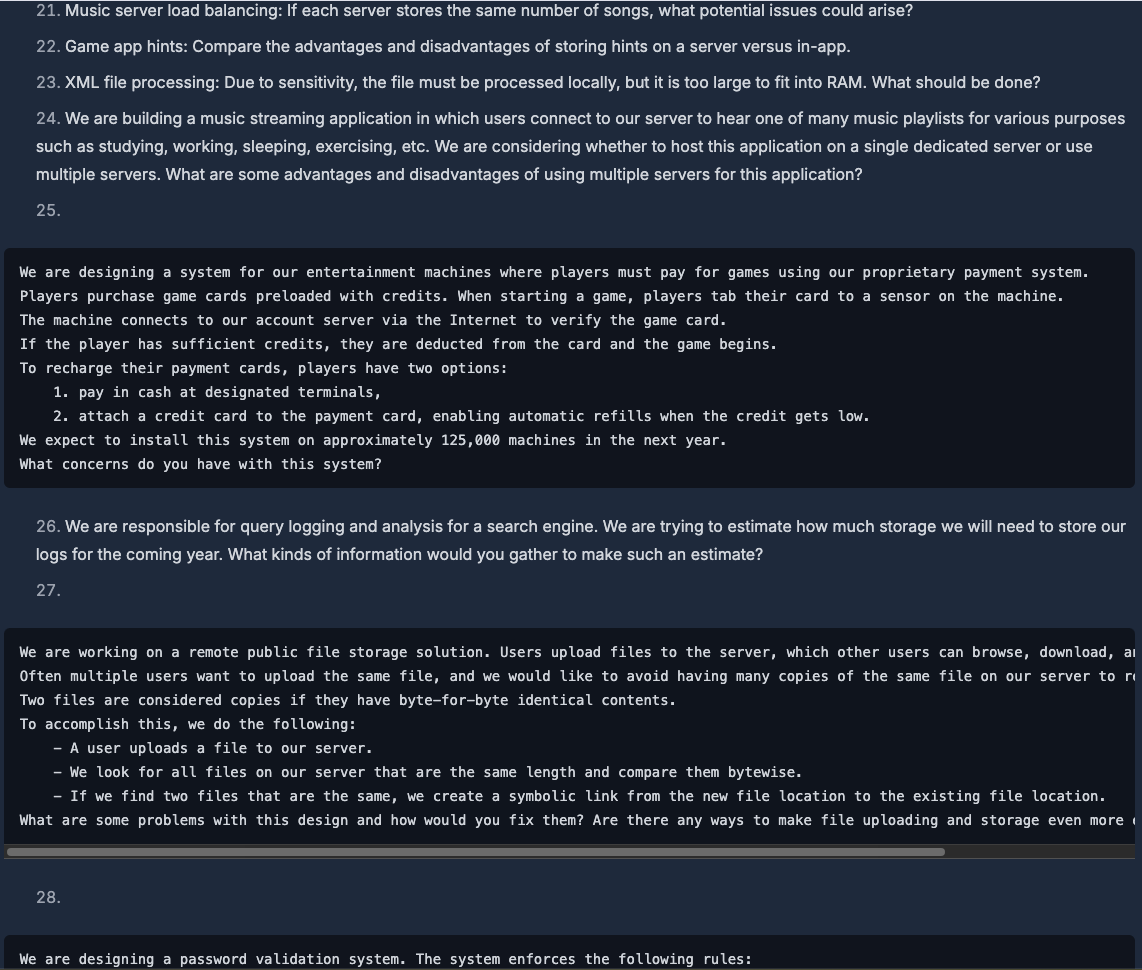 21. Music server load balancing: If each server stores the same number of songs, what potential issues could arise?
22. Game app hints: Compare the advantages and disadvantages of storing hints on a server versus in-app.
23. XML file processing: Due to sensitivity, the file must be processed locally, but it is too large to fit into RAM. What should be done?
24. We are building a music streaming application in which users connect to our server to hear one of many music playlists for various purposes
such as studying, working, sleeping, exercising, etc. We are considering whether to host this application on a single dedicated server or use
multiple servers. What are some advantages and disadvantages of using multiple servers for this application?
25.
We are designing a system for our entertainment machines where players must pay for games using our proprietary payment system.
Players purchase game cards preloaded with credits. When starting a game, players tab their card to a sensor on the machine.
The machine connects to our account server via the Internet to verify the game card.
If the player has sufficient credits, they are deducted from the card and the game begins.
To recharge their payment cards, players have two options:
1. pay in cash at designated terminals,
2. attach a credit card to the payment card, enabling automatic refills when the credit gets low.
We expect to install this system on approximately 125,000 machines in the next year.
What concerns do you have with this system?
26. We are responsible for query logging and analysis for a search engine. We are trying to estimate how much storage we will need to store our
logs for the coming year. What kinds of information would you gather to make such an estimate?
27.
We are working on a remote public file storage solution. Users upload files to the server, which other users can browse, download,
Often multiple users want to upload the same file, and we would like to avoid having many copies of the same file on our server to
Two files are considered copies if they have byte-for-byte identical contents.
To accomplish this, we do the following:
– A user uploads a file to our server.
– We look for all files on our server that are the same length and compare them bytewise.
– If we find two files that are the same, we create a symbolic link from the new file location to the existing file location.
What are some problems with this design and how would you fix them? Are there any ways to make file uploading and storage even more
28.
We are designing a password validation system. The system enforces the following rules: